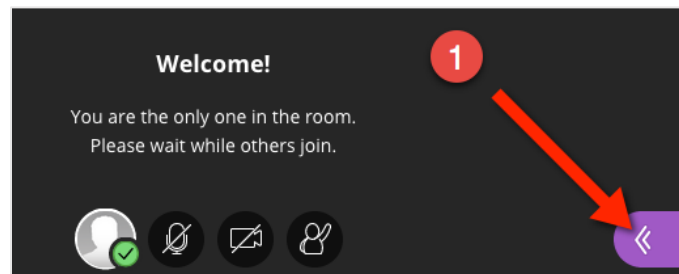 Welcome!
1
You are the only one in the room.
Please wait while others join.